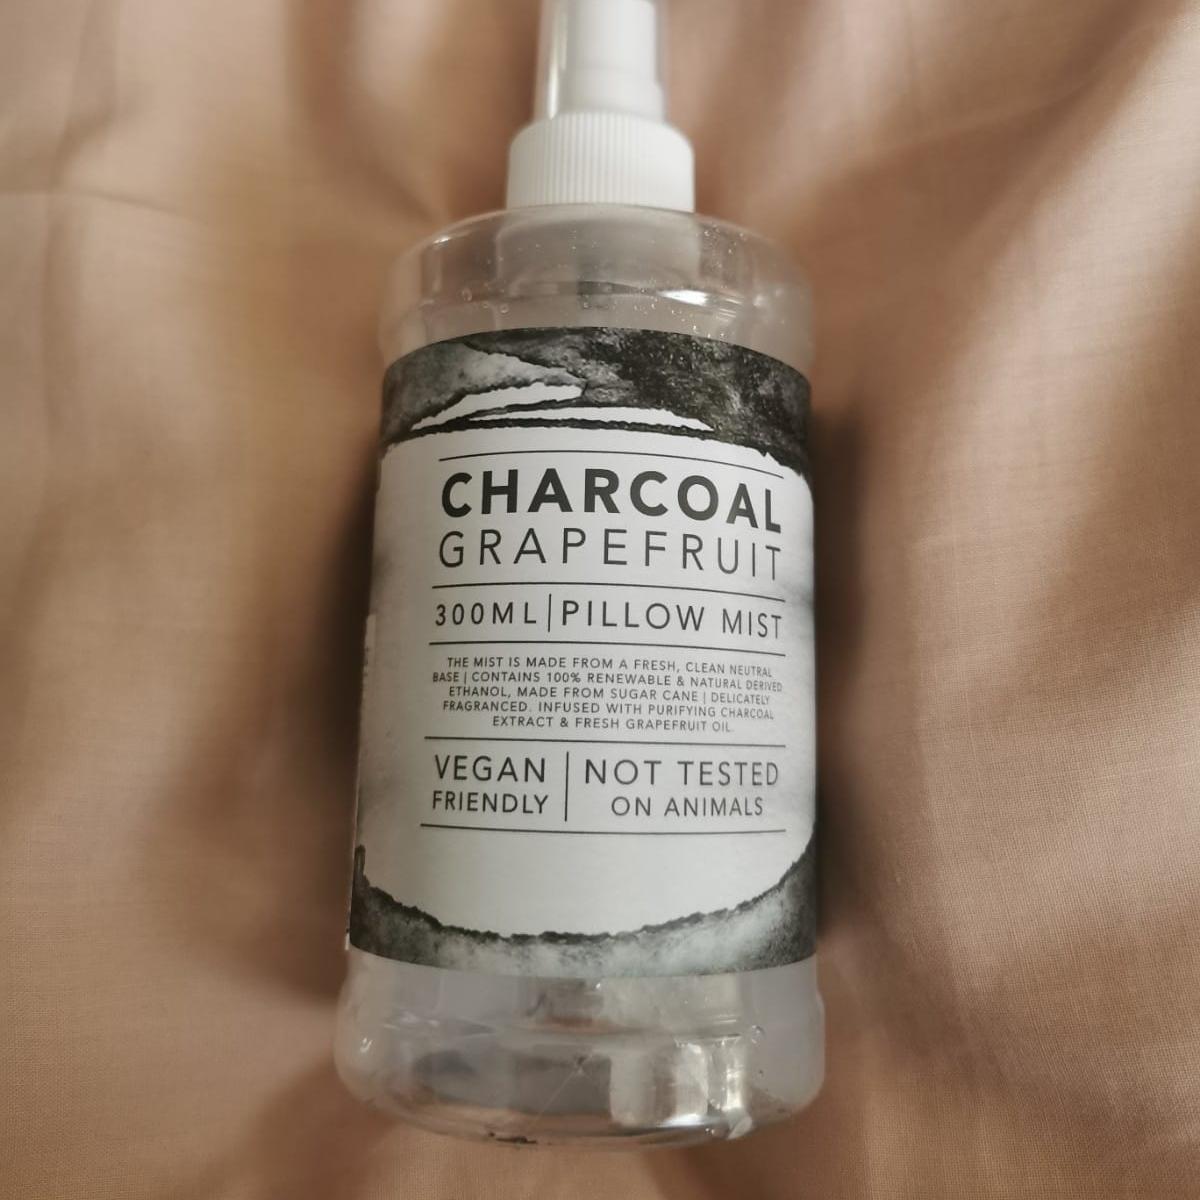 CHARCOAL
GRAPEFRUIT
300ML | PILLOW MIST
THE MIST IS MADE FROM A FRESH, CLEAN NEUTRAL
BASE | CONTAINS 100% RENEWABLE & NATURAL DERIVED
ETHANOL, MADE FROM SUGAR CANE | DELICATELY
FRAGRANCED. INFUSED WITH PURIFYING CHARCOAL
EXTRACT & FRESH GRAPEFRUIT OIL.
VEGAN | NOT TESTED
FRIENDLY | ON ANIMALS